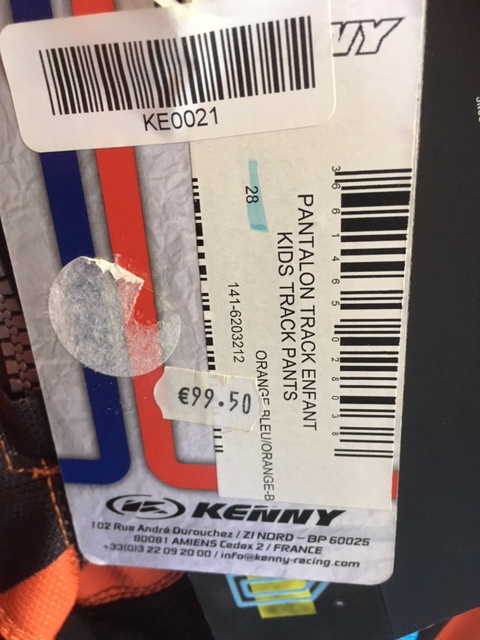 KE0021
PANTALON TRACK ENFANT
KIDS TRACK PANTS
28
141-6203212
ORANGE BLEU/ORANGE-B
€99.50
KENNY
102 Rue André Durouchez / ZI NORD - BP 60025
80081 AMIENS Cedex 2 / FRANCE
+33(0)3 22 09 20 00 / info@kenny-racing.com